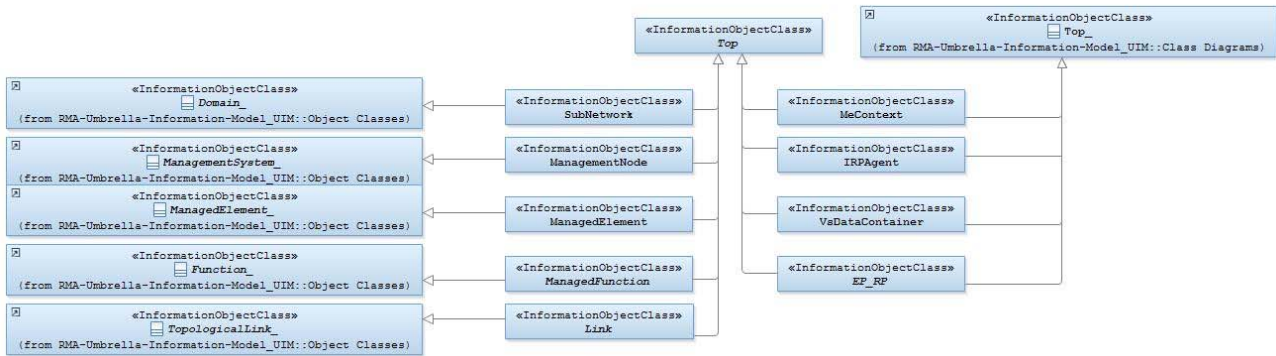 «InformationObjectClass»
Top
«InformationObjectClass»
Top_
(from RMA-Umbrella-Information-Model_UIM::Class Diagrams)
«InformationObjectClass»
Domain_
(from RMA-Umbrella-Information-Model_UIM::Object Classes)
«InformationObjectClass»
SubNetwork
«InformationObjectClass»
MeContext
«InformationObjectClass»
ManagementSystem_
(from RMA-Umbrella-Information-Model_UIM::Object Classes)
«InformationObjectClass»
ManagementNode
«InformationObjectClass»
IRPAgent
«InformationObjectClass»
ManagedElement_
(from RMA-Umbrella-Information-Model_UIM::Object Classes)
«InformationObjectClass»
ManagedElement
«InformationObjectClass»
VsDataContainer
«InformationObjectClass»
Function_
(from RMA-Umbrella-Information-Model_UIM::Object Classes)
«InformationObjectClass»
ManagedFunction
«InformationObjectClass»
EP_RP
«InformationObjectClass»
TopologicalLink_
(from RMA-Umbrella-Information-Model_UIM::Object Classes)
«InformationObjectClass»
Link